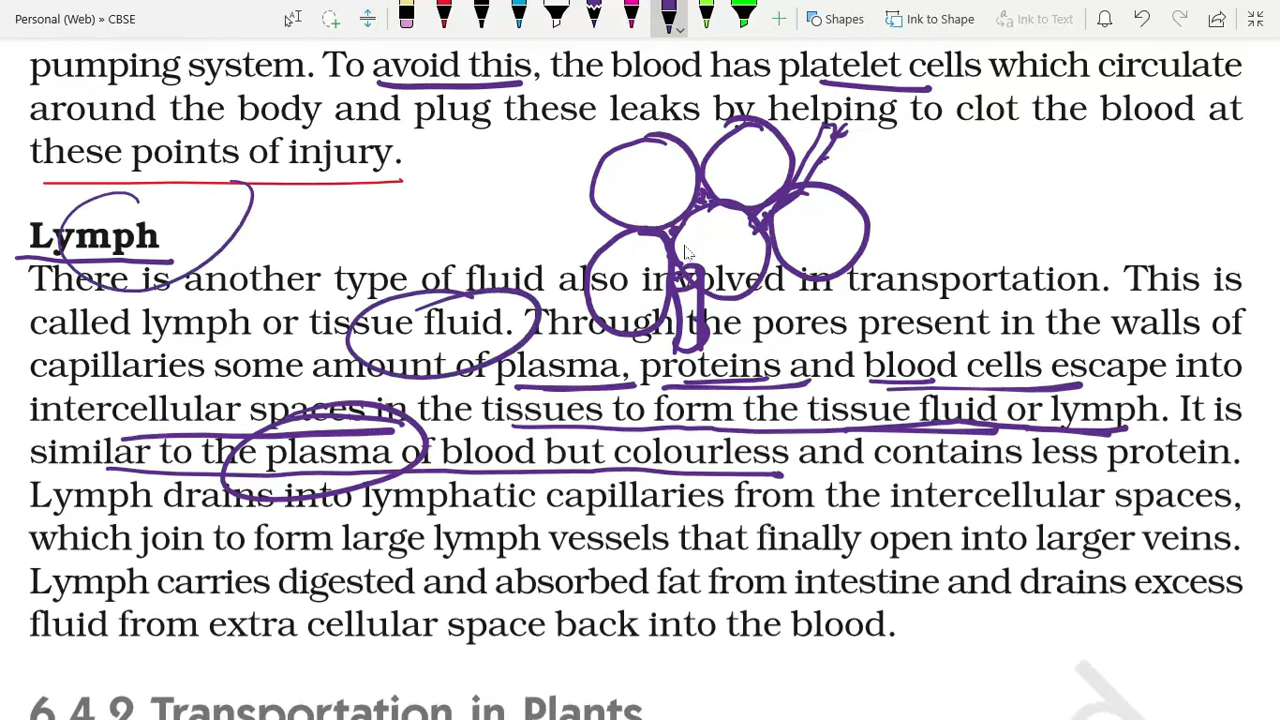 Personal (Web) » CBSE
Shapes
Ink to Shape
Ink to Text
pumping system. To avoid this, the blood has platelet cells which circulate
around the body and plug these leaks by helping to clot the blood at
these points of injury.
Lymph
There is another type of fluid also involved in transportation. This is
called lymph or tissue fluid. Through the pores present in the walls of
capillaries some amount of plasma, proteins and blood cells escape into
intercellular spaces in the tissues to form the tissue fluid or lymph. It is
similar to the plasma of blood but colourless and contains less protein.
Lymph drains into lymphatic capillaries from the intercellular spaces,
which join to form large lymph vessels that finally open into larger veins.
Lymph carries digested and absorbed fat from intestine and drains excess
fluid from extra cellular space back into the blood.
6.4.2 Transportation in Plants